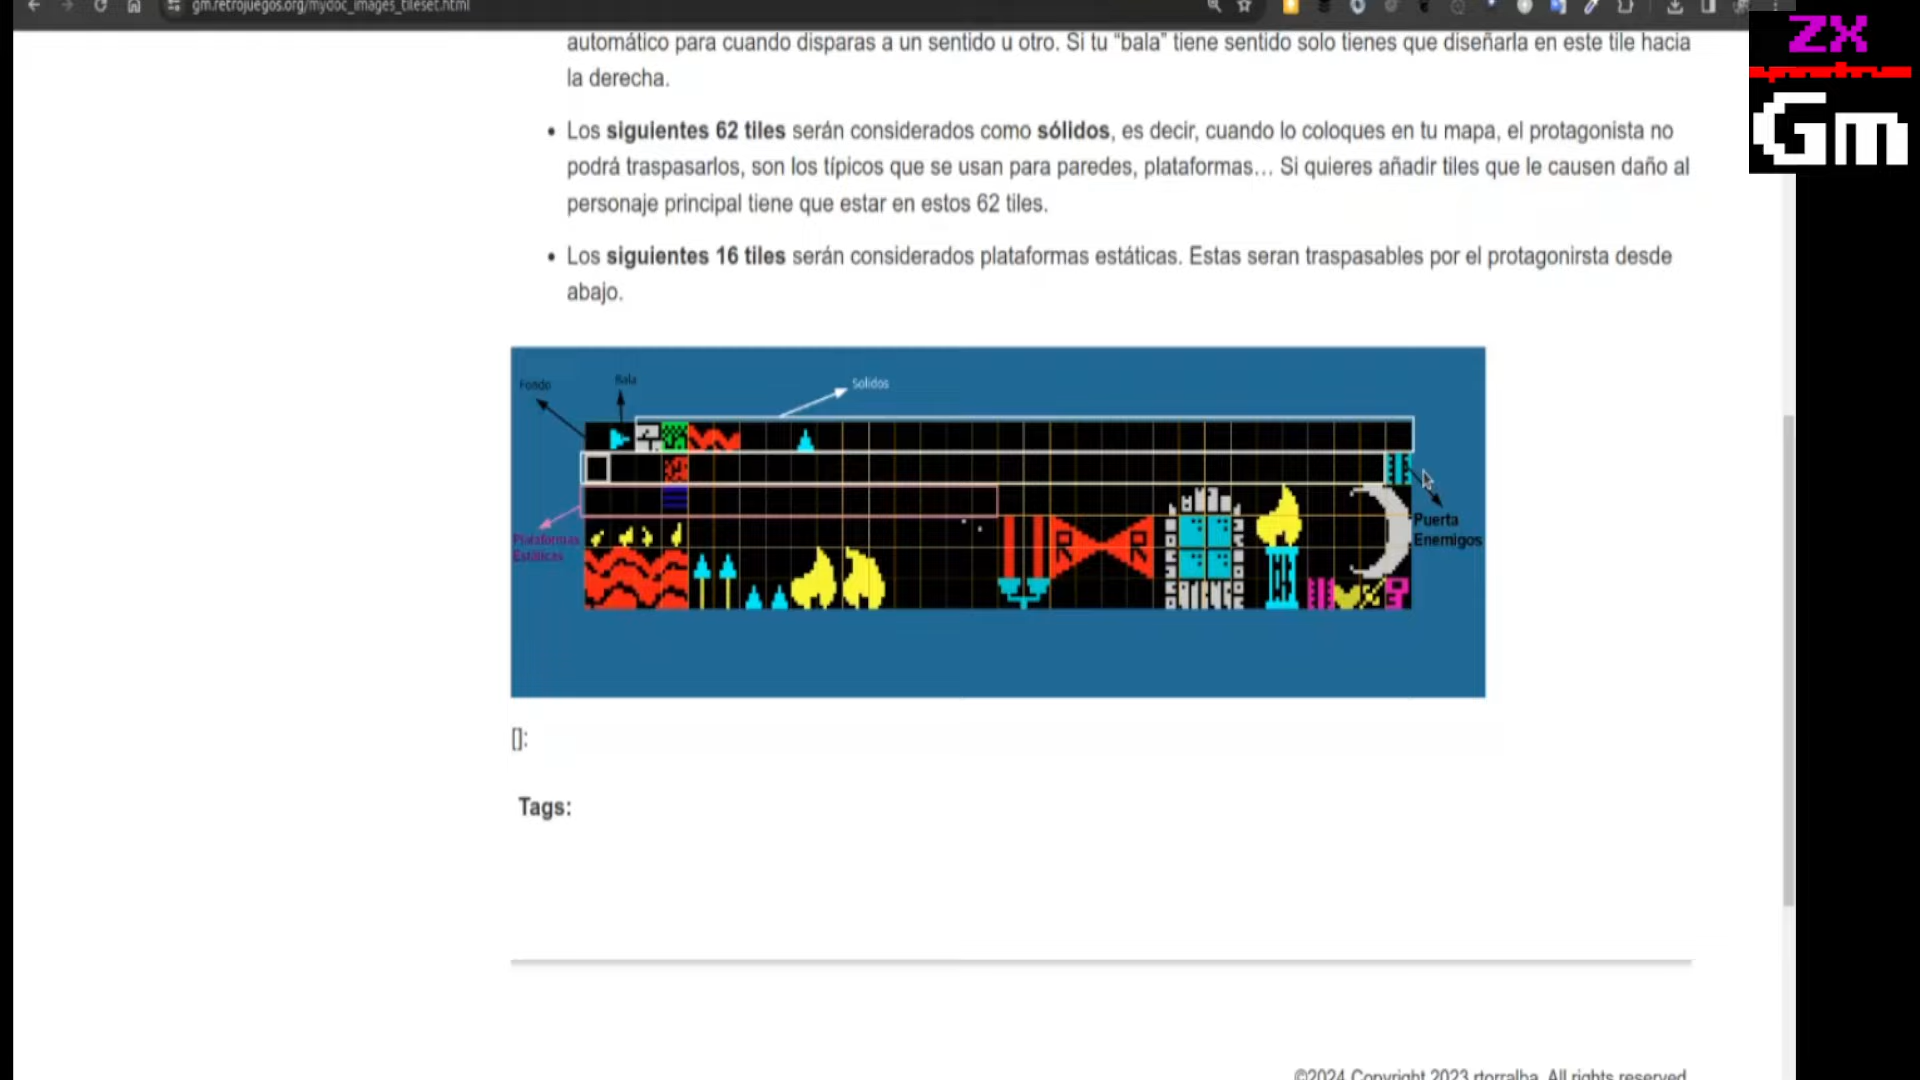 gm.retrojuegos.org/mydoc_images_tileset.html
ZX
Gm
automático para cuando disparas a un sentido u otro. Si tu “bala” tiene sentido solo tienes que diseñarla en este tile hacia
la derecha.
• Los siguientes 62 tiles serán considerados como sólidos, es decir, cuando lo coloques en tu mapa, el protagonista no
podrá traspasarlos, son los típicos que se usan para paredes, plataformas… Si quieres añadir tiles que le causen daño al
personaje principal tiene que estar en estos 62 tiles.
• Los siguientes 16 tiles serán considerados plataformas estáticas. Estas seran traspasables por el protagonirsta desde
abajo.
Fondo
Bala
Solidos
Plataformas
Estáticas
Puerta
Enemigos
[]:
Tags:
©2024 Copyright 2023 rtorralba. All rights reserved.